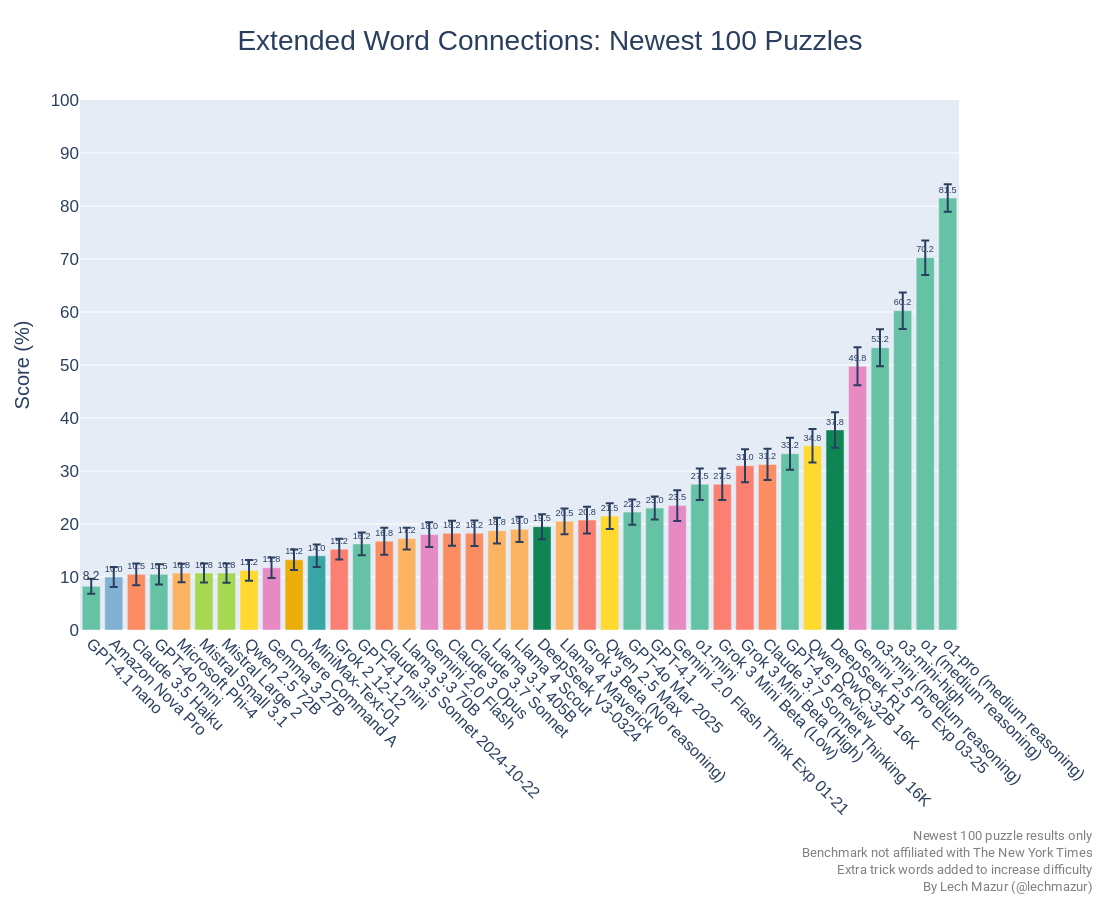 Extended Word Connections: Newest 100 Puzzles
Score (%)
100
90
80
70
60
50
40
30
20
10
0
8.2
10.0
10.5
10.5
10.8
10.8
10.8
11.2
11.8
13.2
14.0
15.2
16.2
16.8
17.2
18.0
18.2
18.2
18.8
19.0
19.5
20.5
20.8
21.5
22.2
23.0
23.5
27.5
27.5
31.0
31.2
33.2
34.8
37.8
49.8
53.2
60.2
70.2
81.5
GPT-4.1 nano
Amazon Nova Pro
Claude 3.5 Haiku
GPT-4o mini
Microsoft Phi-4
Mistral Small 3.1
Mistral Large 2
Qwen 2.5 72B
Gemma 3 27B
Cohere Command A
MiniMax-Text-01
Grok 2 12-12
GPT-4.1 mini
Claude 3.5 Sonnet 2024-10-22
Llama 3.3 70B
Gemini 2.0 Flash
Claude 3 Opus
Claude 3.7 Sonnet
Llama 3.1 405B
Llama 4 Scout
DeepSeek V3-0324
Llama 4 Maverick
Grok 3 Beta (No reasoning)
Qwen 2.5 Max
GPT-4o Mar 2025
GPT-4.1
Gemini 2.0 Flash Think Exp 01-21
o1-mini
Grok 3 Mini Beta (Low)
Grok 3 Mini Beta (High)
Claude 3.7 Sonnet Thinking 16K
GPT-4.5 Preview
Qwen QwQ-32B 16K
DeepSeek R1
Gemini 2.5 Pro Exp 03-25
o3-mini (medium reasoning)
o3-mini-high
o1 (medium reasoning)
o1-pro (medium reasoning)
Newest 100 puzzle results only
Benchmark not affiliated with The New York Times
Extra trick words added to increase difficulty
By Lech Mazur (@lechmazur)